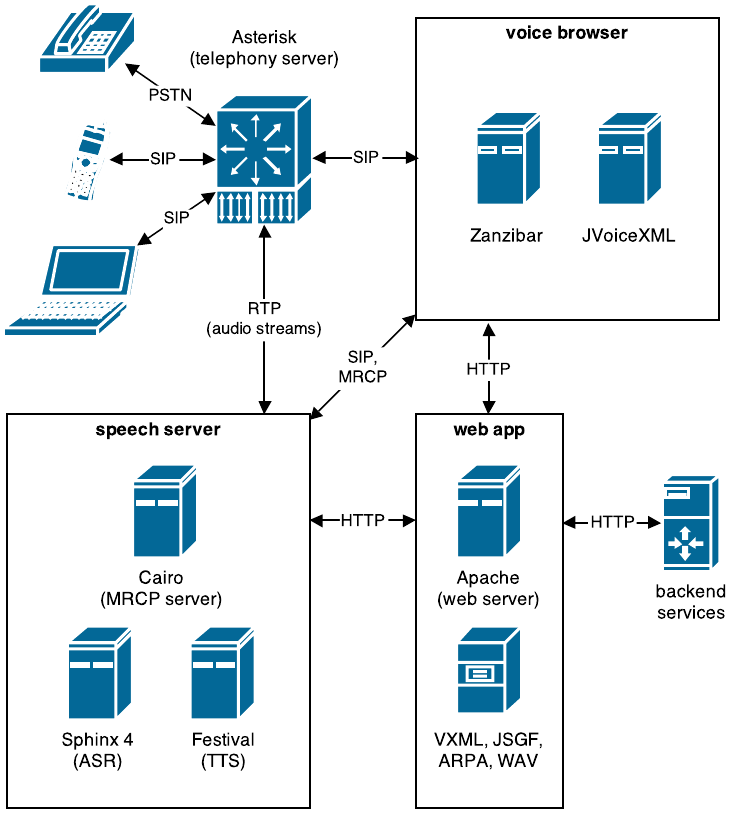 Asterisk
(telephony server)
voice browser
PSTN
SIP
SIP
SIP
Zanzibar
JVoiceXML
RTP
(audio streams)
SIP,
MRCP
HTTP
speech server
web app
HTTP
HTTP
Cairo
(MRCP server)
Apache
(web server)
backend
services
Sphinx 4
(ASR)
Festival
(TTS)
VXML, JSGF,
ARPA, WAV